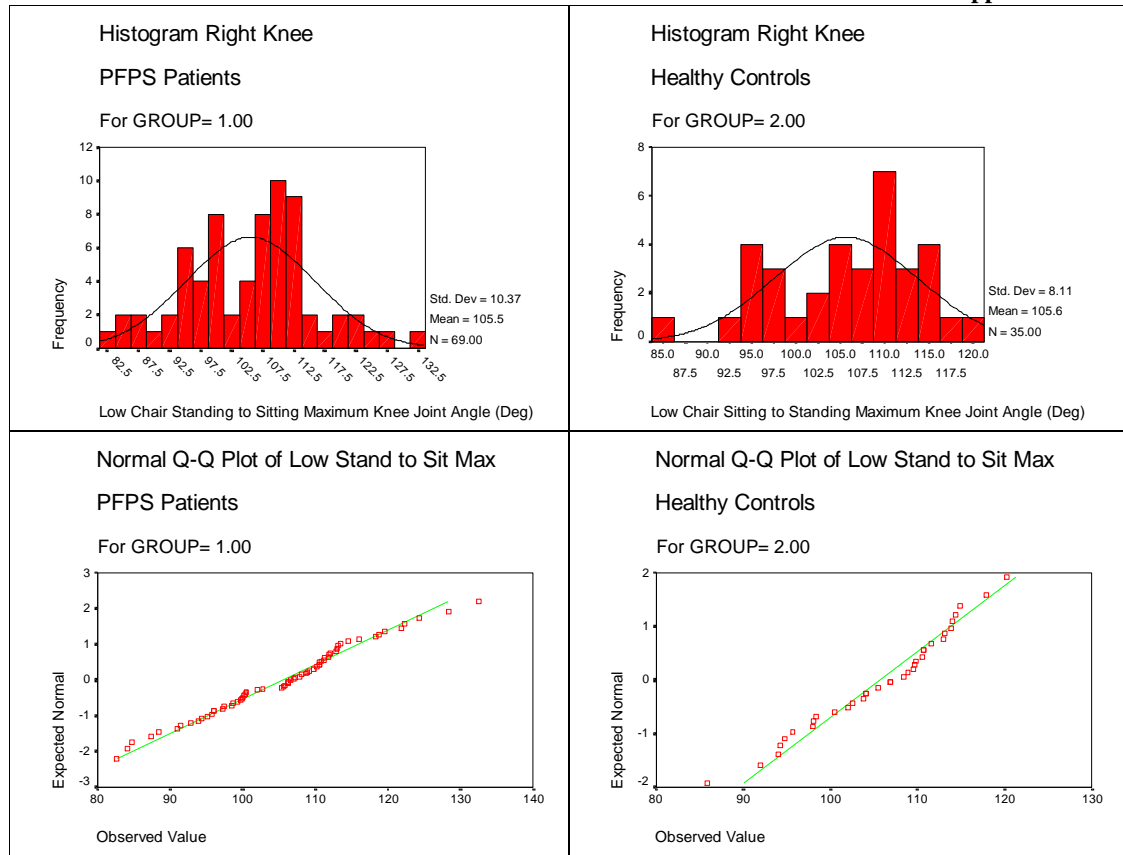 Histogram Right Knee
PFPS Patients
For GROUP= 1.00
12
10
8
6
4
2
0
Frequency
Std. Dev = 10.37
Mean = 105.5
N = 69.00
82.5 87.5 92.5 97.5 102.5 107.5 112.5 117.5 122.5 127.5 132.5
Low Chair Standing to Sitting Maximum Knee Joint Angle (Deg)
Histogram Right Knee
Healthy Controls
For GROUP= 2.00
8
6
4
2
0
Frequency
Std. Dev = 8.11
Mean = 105.6
N = 35.00
85.0 90.0 95.0 100.0 105.0 110.0 115.0 120.0
87.5 92.5 97.5 102.5 107.5 112.5 117.5
Low Chair Sitting to Standing Maximum Knee Joint Angle (Deg)
Normal Q-Q Plot of Low Stand to Sit Max
PFPS Patients
For GROUP= 1.00
3
2
1
0
-1
-2
-3
Expected Normal
80 90 100 110 120 130 140
Observed Value
Normal Q-Q Plot of Low Stand to Sit Max
Healthy Controls
For GROUP= 2.00
2
1
0
-1
-2
Expected Normal
80 90 100 110 120 130
Observed Value